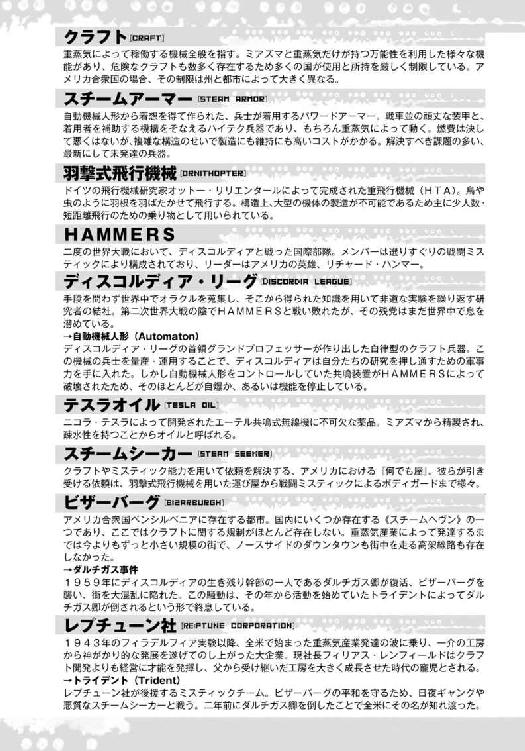 クラフト [CRAFT]
重蒸気によって稼働する機械全般を指す。ミアズマと重蒸気だけが持つ万能性を利用した様々な機
能があり、危険なクラフトも数多く存在するため多くの国が使用と所持を厳しく制限している。ア
メリカ合衆国の場合、その制限は州と都市によって大きく異なる。
スチームアーマー [STEAM ARMOR]
自動機械人形から着想を得て作られた、兵士が着用するパワードアーマー。戦車並の頑丈な装甲と、
着用者を補助する機構をそなえるハイテク兵器であり、もちろん重蒸気によって動く。燃費は決し
て悪くはないが、複雑な構造のせいで製造にも維持にも高いコストがかかる。解決すべき課題の多い、
最新にして未発達の兵器。
羽撃式飛行機械 [ORNITHOPTER]
ドイツの飛行機械研究家オットー・リリエンタールによって完成された重飛行機械（ＨＴＡ）。鳥や
虫のように羽根を羽ばたかせて飛行する。構造上、大型の機体の製造が不可能であるため主に少人数・
短距離飛行のための乗り物として用いられている。
HAMMERS
二度の世界大戦において、ディスコルディアと戦った国際部隊。メンバーは選りすぐりの戦闘ミス
ティックにより構成されており、リーダーはアメリカの英雄、リチャード・ハンマー。
ディスコルディア・リーグ [DISCORDIA LEAGUE]
手段を問わず世界中でオラクルを蒐集し、そこから得られた知識を用いて非道な実験を繰り返す研
究者の結社。第二次世界大戦の陰でＨＡＭＭＥＲＳと戦い敗れたが、その残党はまだ世界中で息を
潜めている。
→自動機械人形（Automaton）
ディスコルディア・リーグの首領グランドプロフェッサーが作り出した自律型のクラフト兵器。こ
の機械の兵士を量産・運用することで、ディスコルディアは自分たちの研究を押し通すための軍事
力を手に入れた。しかし自動機械人形をコントロールしていた共鳴装置がＨＡＭＭＥＲＳによって
破壊されたため、そのほとんどが自爆か、あるいは機能を停止している。
テスラオイル [TESLA OIL]
ニコラ・テスラによって開発されたエーテル共鳴式無線機に不可欠な薬品。ミアズマから精製され、
疎水性を持つことからオイルと呼ばれる。
スチームシーカー [STEAM SEEKER]
クラフトやミスティック能力を用いて依頼を解決する、アメリカにおける「何でも屋」。彼らが引き
受ける依頼は、羽撃式飛行機械を用いた運び屋から戦闘ミスティックによるボディガードまで様々。
ビザーバーグ [BIZARBURGH]
アメリカ合衆国ペンシルベニアに存在する都市。国内にいくつか存在する《スチームヘヴン》の一
つであり、ここではクラフトに関する規制がほとんど存在しない。重蒸気産業によって発達するま
では今よりもずっと小さい規模の街で、ノースサイドのダウンタウンも街中を走る高架線路も存在
しなかった。
→ダルチガス事件
１９５９年にディスコルディアの生き残り幹部の一人であるダルチガス卿が復活、ビザーバーグを
襲い、街を大混乱に陥れた。この騒動は、その年から活動を始めていたトライデントによってダル
チガス卿が倒されるという形で終息している。
レプチューン社 [RE:PTUNE CORPORATION]
１９４３年のフィラデルフィア実験以降、全米で始まった重蒸気産業発達の波に乗り、一介の工房
から神がかり的な発展を遂げてのし上がった大企業。現社長フィリアス・レンフィールドはクラフ
ト開発よりも経営に才能を発揮し、父から受け継いだ工房を大きく成長させた時代の寵児とされる。
→トライデント（Trident）
レプチューン社が後援するミスティックチーム。ビザーバーグの平和を守るため、日夜ギャングや
悪質なスチームシーカーと戦う。二年前にダルチガス卿を倒したことで全米にその名が知れ渡った。